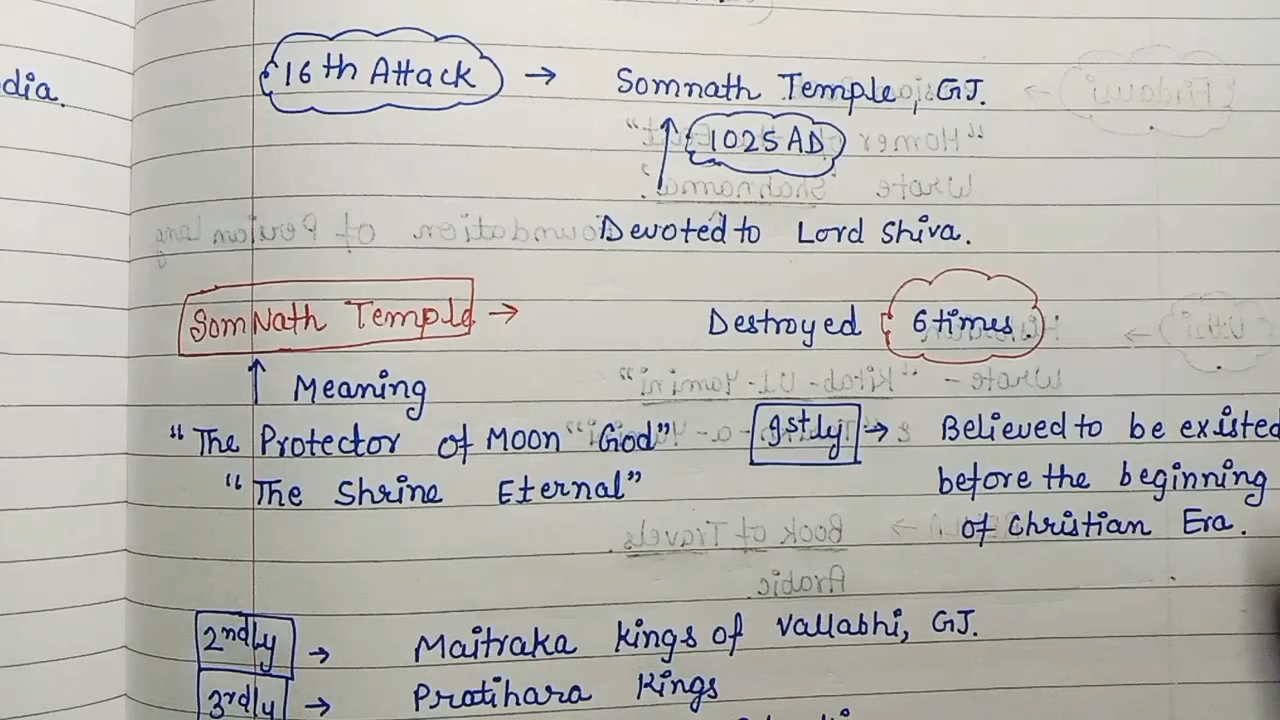 dia.
16th Attack → Somnath Temple, GJ.
1025 AD
Devoted to Lord Shiva.
SomNath Temple → Destroyed 6 times.
Meaning
"The Protector of Moon God" 1stly → Believed to be existed
"The Shrine Eternal" before the beginning
of Christian Era.
2ndly → Maitraka kings of Vallabhi, GJ.
3rdly → Pratihara Kings